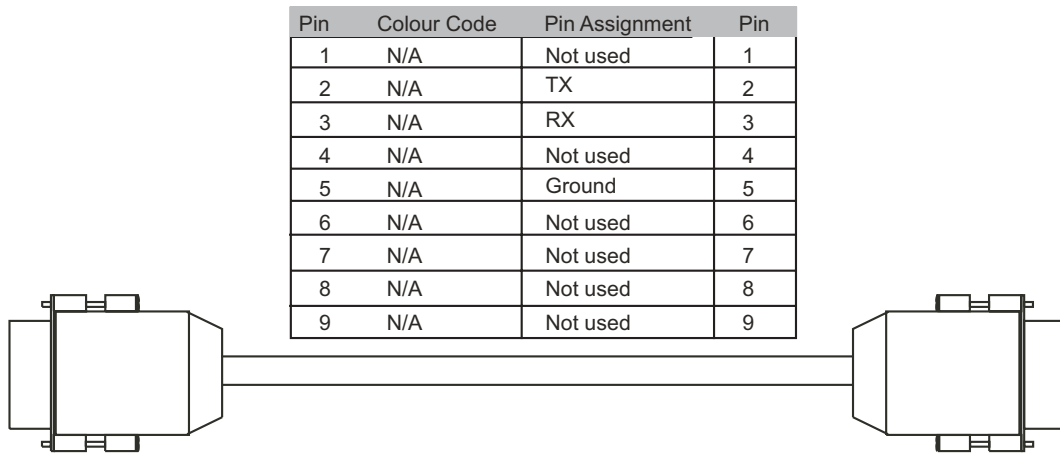 Pin Colour Code Pin Assignment Pin
1 N/A Not used 1
2 N/A TX 2
3 N/A RX 3
4 N/A Not used 4
5 N/A Ground 5
6 N/A Not used 6
7 N/A Not used 7
8 N/A Not used 8
9 N/A Not used 9